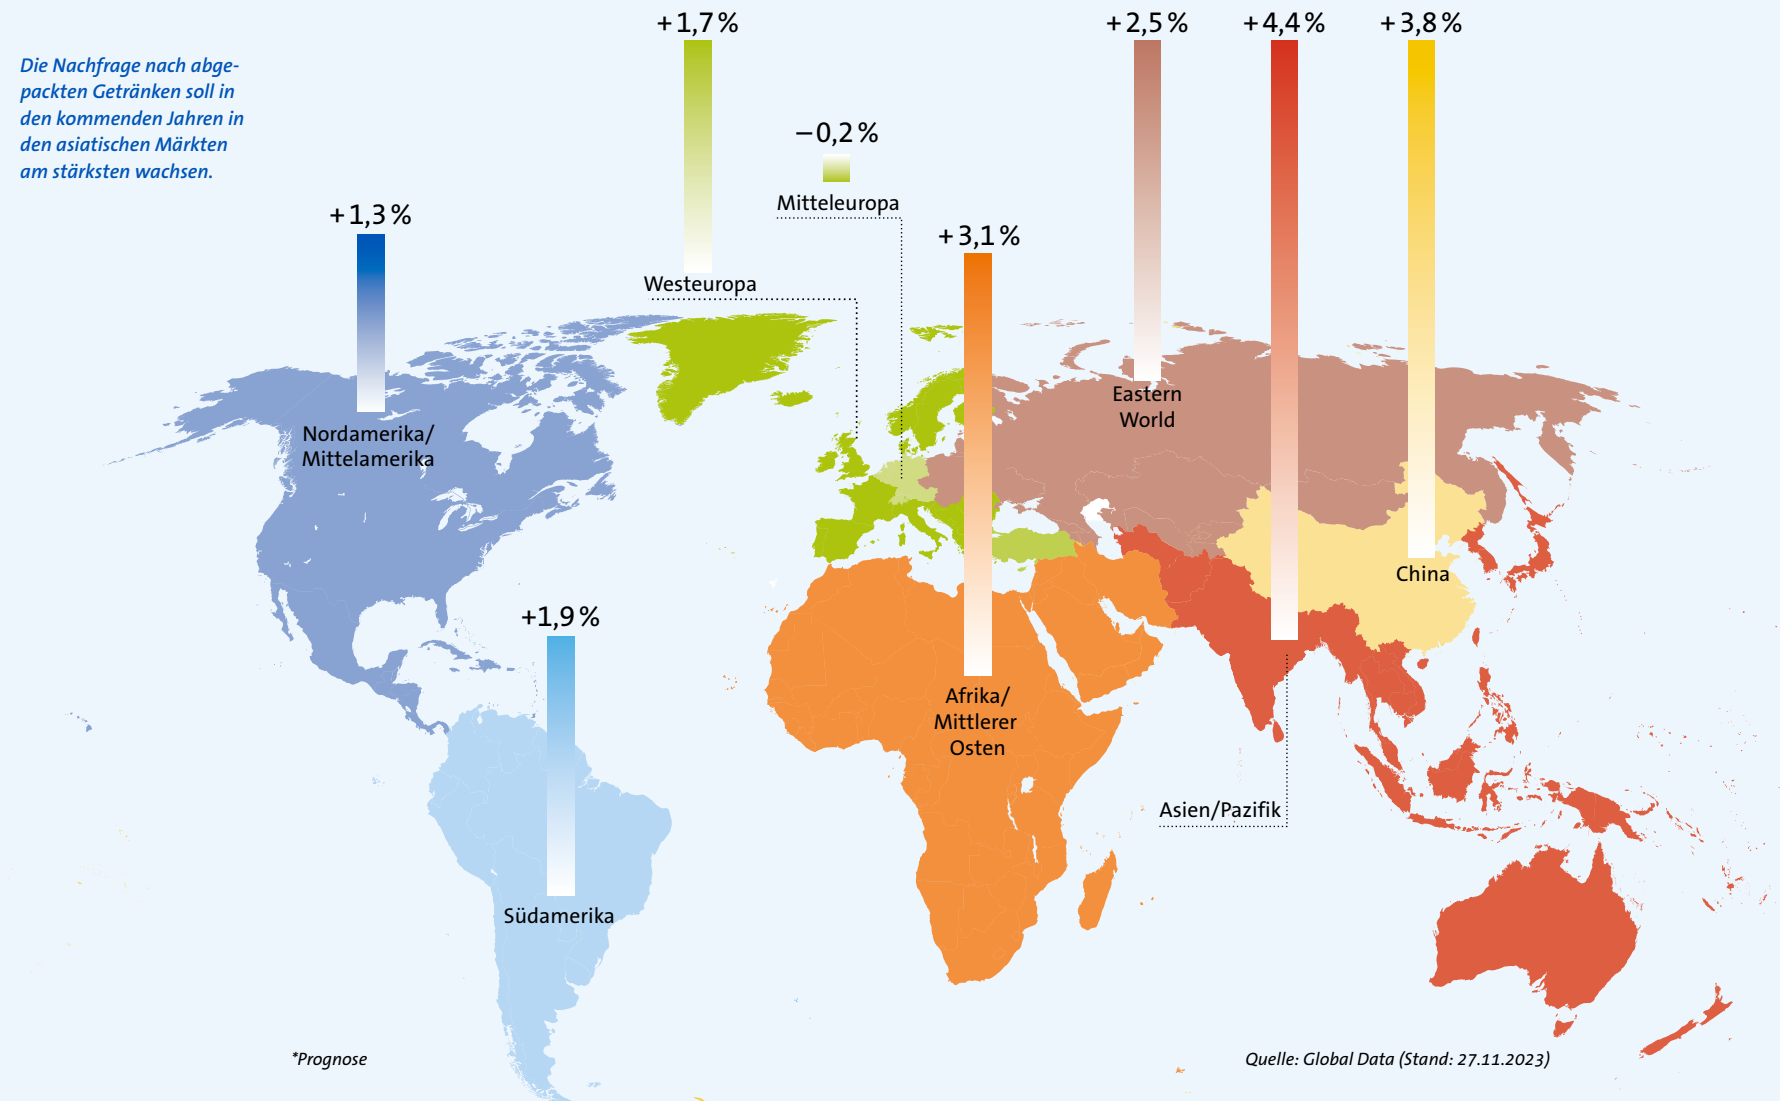 Die Nachfrage nach abge-
packten Getränken soll in
den kommenden Jahren in
den asiatischen Märkten
am stärksten wachsen.
+1,3 %
Nordamerika/
Mittelamerika
+1,9 %
Südamerika
+1,7 %
Westeuropa
–0,2 %
Mitteleuropa
+3,1 %
Afrika/
Mittlerer
Osten
+2,5 %
Eastern
World
+4,4 %
Asien/Pazifik
+3,8 %
China
*Prognose
Quelle: Global Data (Stand: 27.11.2023)